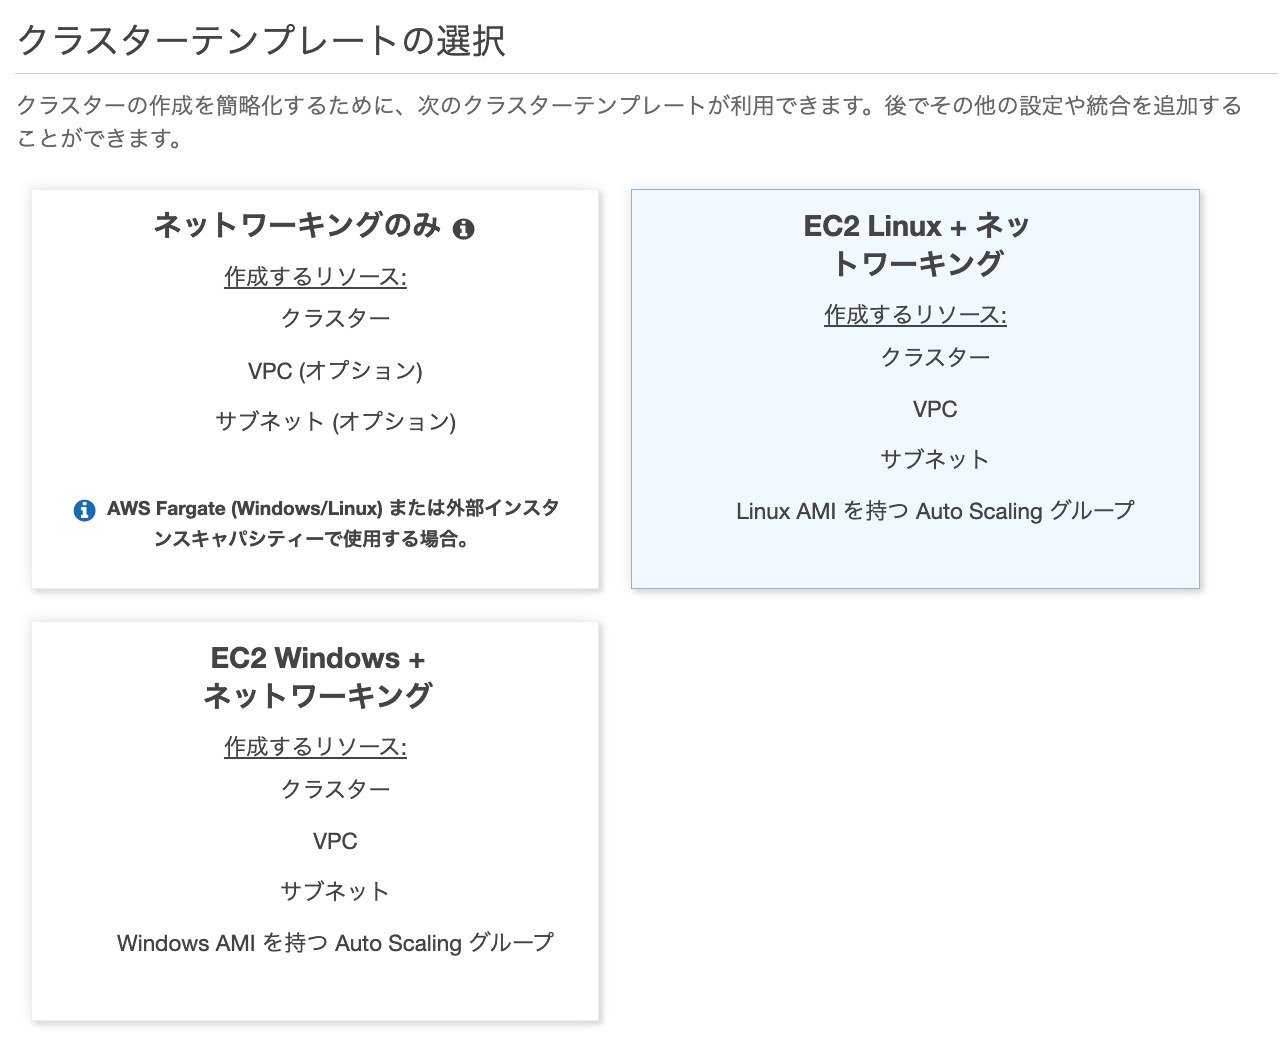 クラスターテンプレートの選択
クラスターの作成を簡略化するために、次のクラスターテンプレートが利用できます。後でその他の設定や統合を追加する
ことができます。
ネットワーキングのみ
作成するリソース:
クラスター
VPC (オプション)
サブネット (オプション)
AWS Fargate (Windows/Linux) または外部インスタ
ンスキャパシティーで使用する場合。
EC2 Linux + ネッ
トワーキング
作成するリソース:
クラスター
VPC
サブネット
Linux AMI を持つ Auto Scaling グループ
EC2 Windows +
ネットワーキング
作成するリソース:
クラスター
VPC
サブネット
Windows AMI を持つ Auto Scaling グループ